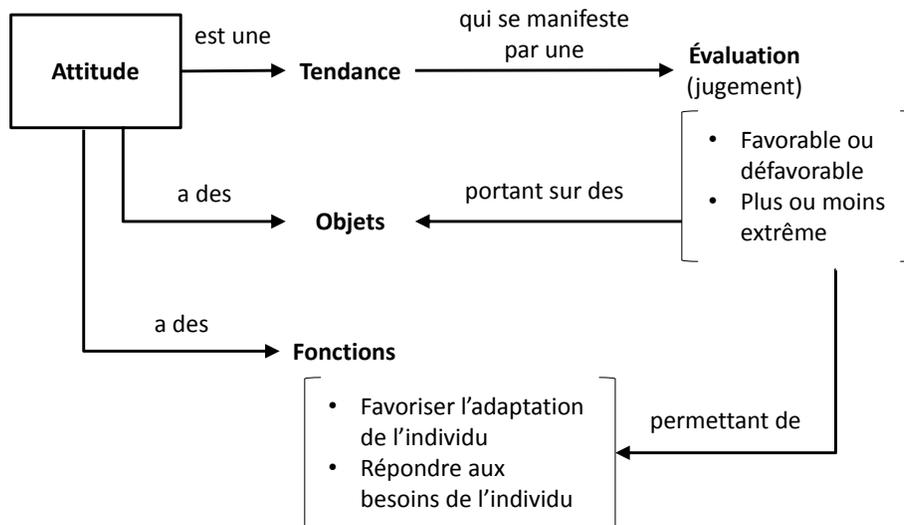 est une
qui se manifeste
par une
Attitude
Tendance
Évaluation
(jugement)
• Favorable ou
défavorable
• Plus ou moins
extrême
a des
Objets
portant sur des
a des
Fonctions
• Favoriser l’adaptation
de l’individu
• Répondre aux
besoins de l’individu
permettant de